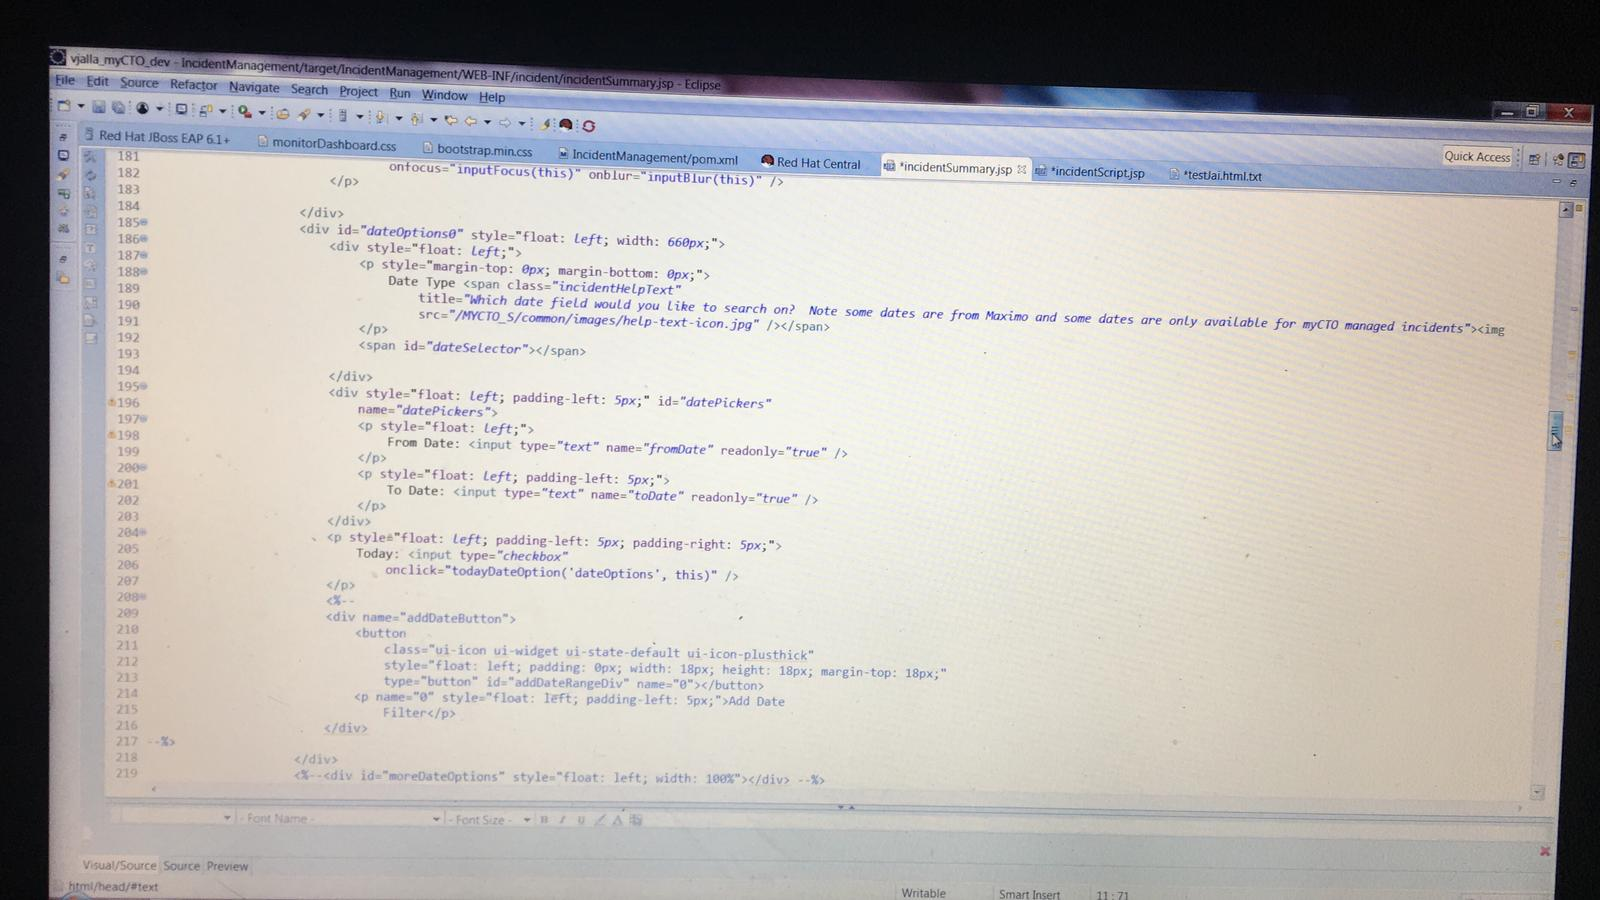 vjalla_myCTO_dev - IncidentManagement/target/IncidentManagement/WEB-INF/incident/incidentSummary.jsp - Eclipse
File Edit Source Refactor Navigate Search Project Run Window Help
Quick Access
Red Hat JBoss EAP 6.1+ monitorDashboard.css bootstrap.min.css IncidentManagement/pom.xml Red Hat Central *incidentSummary.jsp *incidentScript.jsp *testJai.html.txt
181
182 onfocus="inputFocus(this)" onblur="inputBlur(this)" />
183 </p>
184
185 </div>
186 <div id="dateOptions0" style="float: left; width: 660px;">
187 <div style="float: left;">
188 <p style="margin-top: 0px; margin-bottom: 0px;">
189 Date Type <span class="incidentHelpText"
190 title="Which date field would you like to search on?  Note some dates are from Maximo and some dates are only available for myCTO managed incidents"><img
191 src="/MYCTO_S/common/images/help-text-icon.jpg" /></span>
192 </p>
193 <span id="dateSelector"></span>
194
195 </div>
196 <div style="float: left; padding-left: 5px;" id="datePickers"
197 name="datePickers">
198 <p style="float: left;">
199 From Date: <input type="text" name="fromDate" readonly="true" />
200 </p>
201 <p style="float: left; padding-left: 5px;">
202 To Date: <input type="text" name="toDate" readonly="true" />
203 </p>
204 </div>
205 <p style="float: left; padding-left: 5px; padding-right: 5px;">
206 Today: <input type="checkbox"
207 onclick="todayDateOption('dateOptions', this)" />
208 </p>
209 <%--
210 <div name="addDateButton">
211 <button
212 class="ui-icon ui-widget ui-state-default ui-icon-plusthick"
213 style="float: left; padding: 0px; width: 18px; height: 18px; margin-top: 18px;"
214 type="button" id="addDateRangeDiv" name="0"></button>
215 <p name="0" style="float: left; padding-left: 5px;">Add Date
216 Filter</p>
</div>
217 --%>
218 </div>
219 <%--<div id="moreDateOptions" style="float: left; width: 100%"></div> --%>
- Font Name - - Font Size - B I U A
Visual/Source Source Preview
html/head/#text
Writable Smart Insert 11 : 71